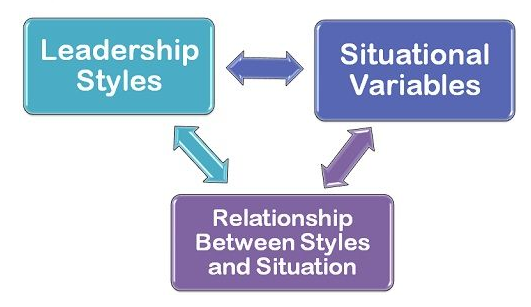 Leadership
Styles
Situational
Variables
Relationship
Between Styles
and Situation